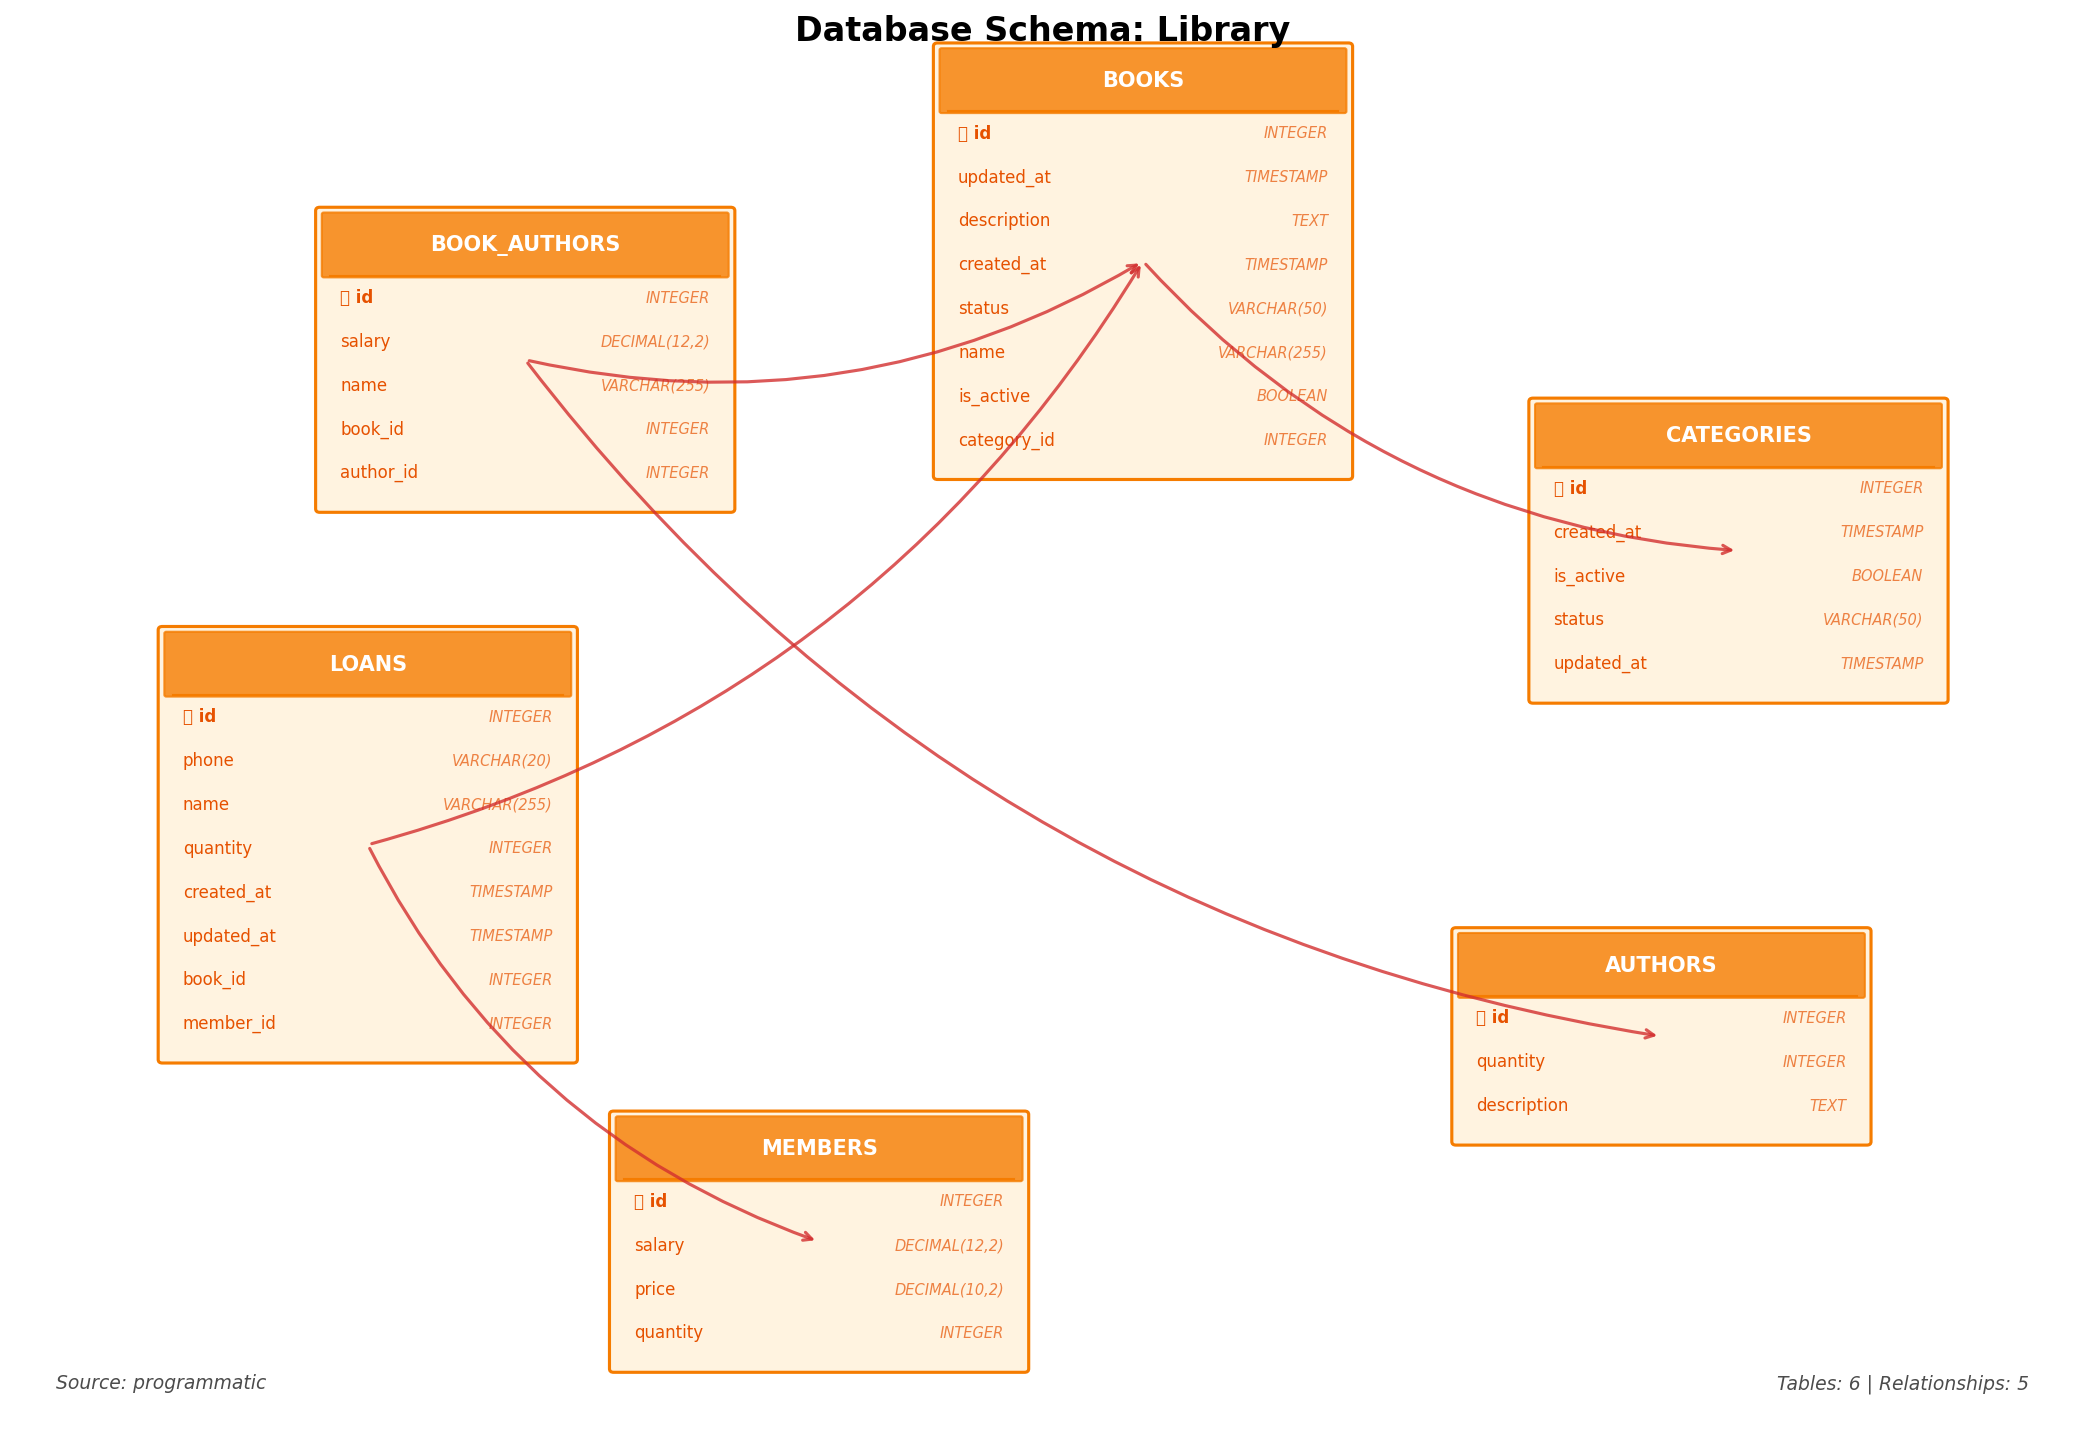 Database Schema: Library
BOOKS
id INTEGER
updated_at TIMESTAMP
description TEXT
created_at TIMESTAMP
status VARCHAR(50)
name VARCHAR(255)
is_active BOOLEAN
category_id INTEGER
BOOK_AUTHORS
id INTEGER
salary DECIMAL(12,2)
name VARCHAR(255)
book_id INTEGER
author_id INTEGER
CATEGORIES
id INTEGER
created_at TIMESTAMP
is_active BOOLEAN
status VARCHAR(50)
updated_at TIMESTAMP
LOANS
id INTEGER
phone VARCHAR(20)
name VARCHAR(255)
quantity INTEGER
created_at TIMESTAMP
updated_at TIMESTAMP
book_id INTEGER
member_id INTEGER
AUTHORS
id INTEGER
quantity INTEGER
description TEXT
MEMBERS
id INTEGER
salary DECIMAL(12,2)
price DECIMAL(10,2)
quantity INTEGER
Source: programmatic
Tables: 6 | Relationships: 5